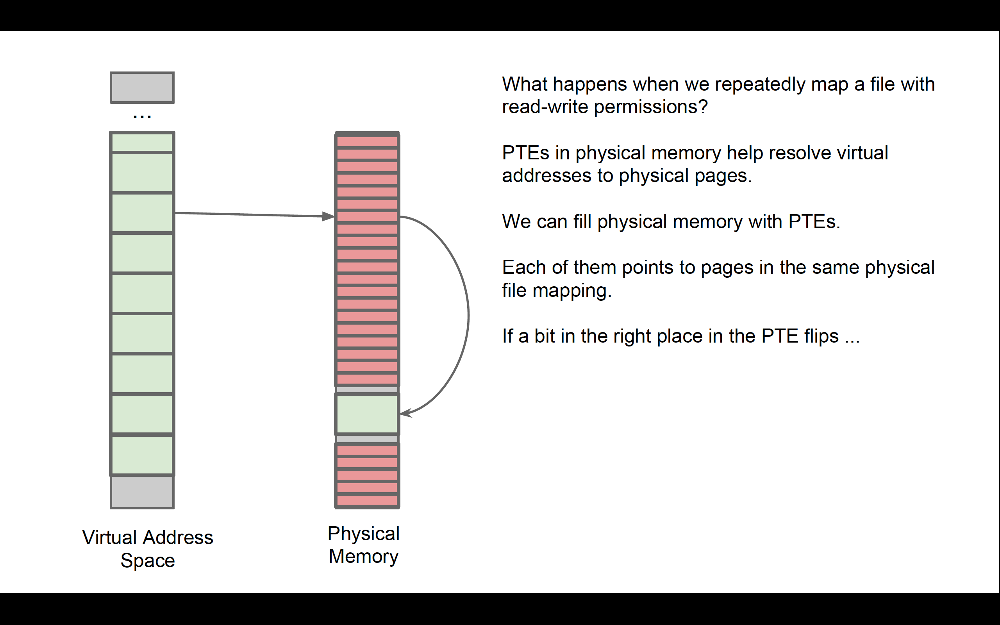 ...
What happens when we repeatedly map a file with
read-write permissions?
PTEs in physical memory help resolve virtual
addresses to physical pages.
We can fill physical memory with PTEs.
Each of them points to pages in the same physical
file mapping.
If a bit in the right place in the PTE flips ...
Virtual Address
Space
Physical
Memory